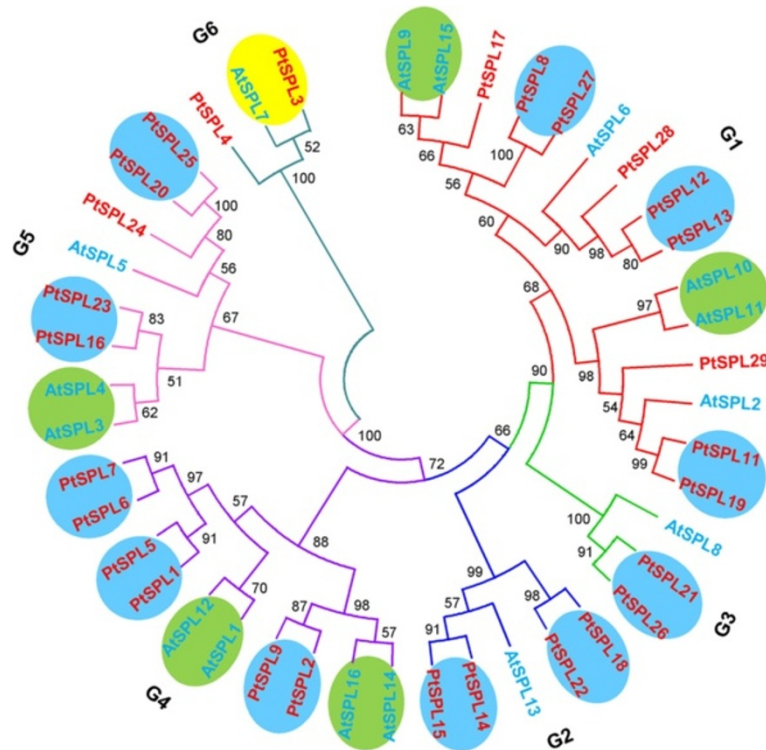 G6
PtSPL3
AtSPL7
PtSPL4
52
100
AtSPL9
AtSPL15
PtSPL17
PtSPL8
PtSPL27
AtSPL6
PtSPL28
G1
PtSPL12
PtSPL13
63
66
100
56
60
90
98
80
AtSPL10
AtSPL11
97
68
98
PtSPL29
54
AtSPL2
64
PtSPL11
99
PtSPL19
90
AtSPL8
100
91
PtSPL21
PtSPL26
G3
66
99
98
PtSPL18
PtSPL22
57
AtSPL13
91
PtSPL14
PtSPL15
G2
72
100
88
98
57
AtSPL14
AtSPL16
87
PtSPL2
PtSPL9
57
97
70
AtSPL1
AtSPL12
G4
91
PtSPL1
PtSPL5
91
PtSPL6
PtSPL7
67
51
62
AtSPL3
AtSPL4
83
PtSPL16
PtSPL23
G5
56
AtSPL5
80
PtSPL24
100
PtSPL20
PtSPL25